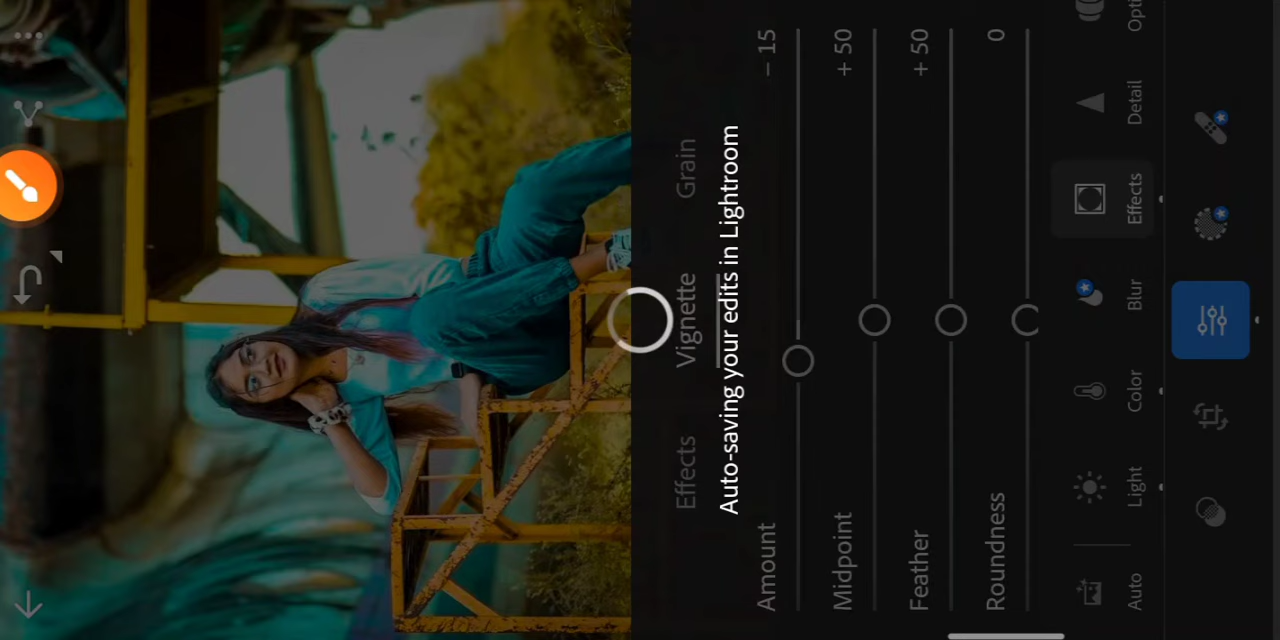 Effects Vignette Grain
Auto-saving your edits in Lightroom
Amount − 15
Midpoint + 50
Feather + 50
Roundness 0
Auto Light Color Blur Effects Detail Opti